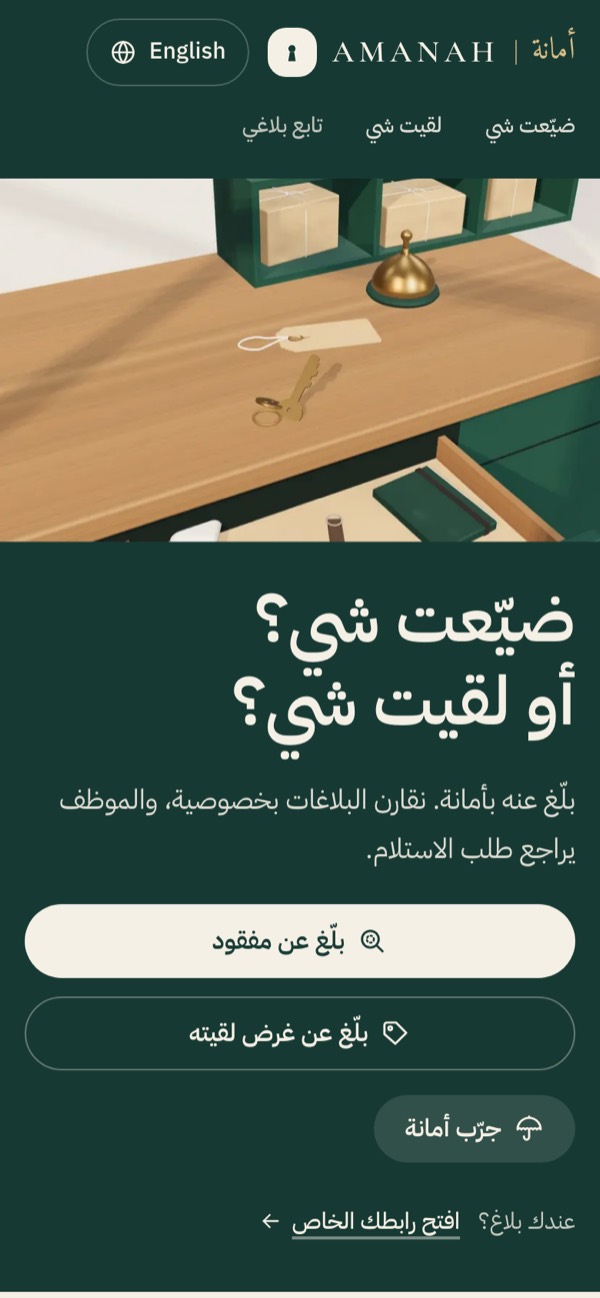 أمانة | AMANAH
English
ضيّعت شي
لقيت شي
تابع بلاغي
ضيّعت شي؟
أو لقيت شي؟
بلّغ عنه بأمانة. نقارن البلاغات بخصوصية، والموظف
يراجع طلب الاستلام.
بلّغ عن مفقود
بلّغ عن غرض لقيته
جرّب أمانة
عندك بلاغ؟ افتح رابطك الخاص ←